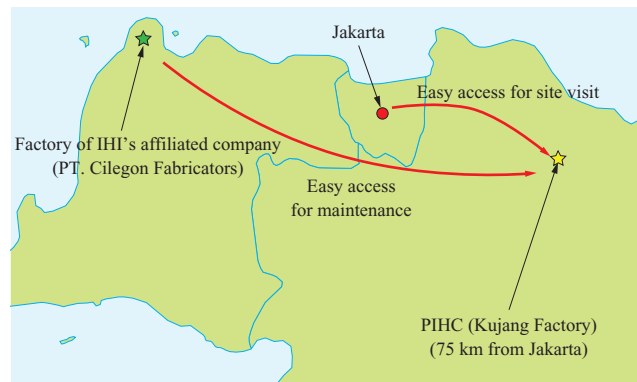 Jakarta
Easy access for site visit
Factory of IHI's affiliated company
(PT. Cilegon Fabricators)
Easy access
for maintenance
PIHC (Kujang Factory)
(75 km from Jakarta)